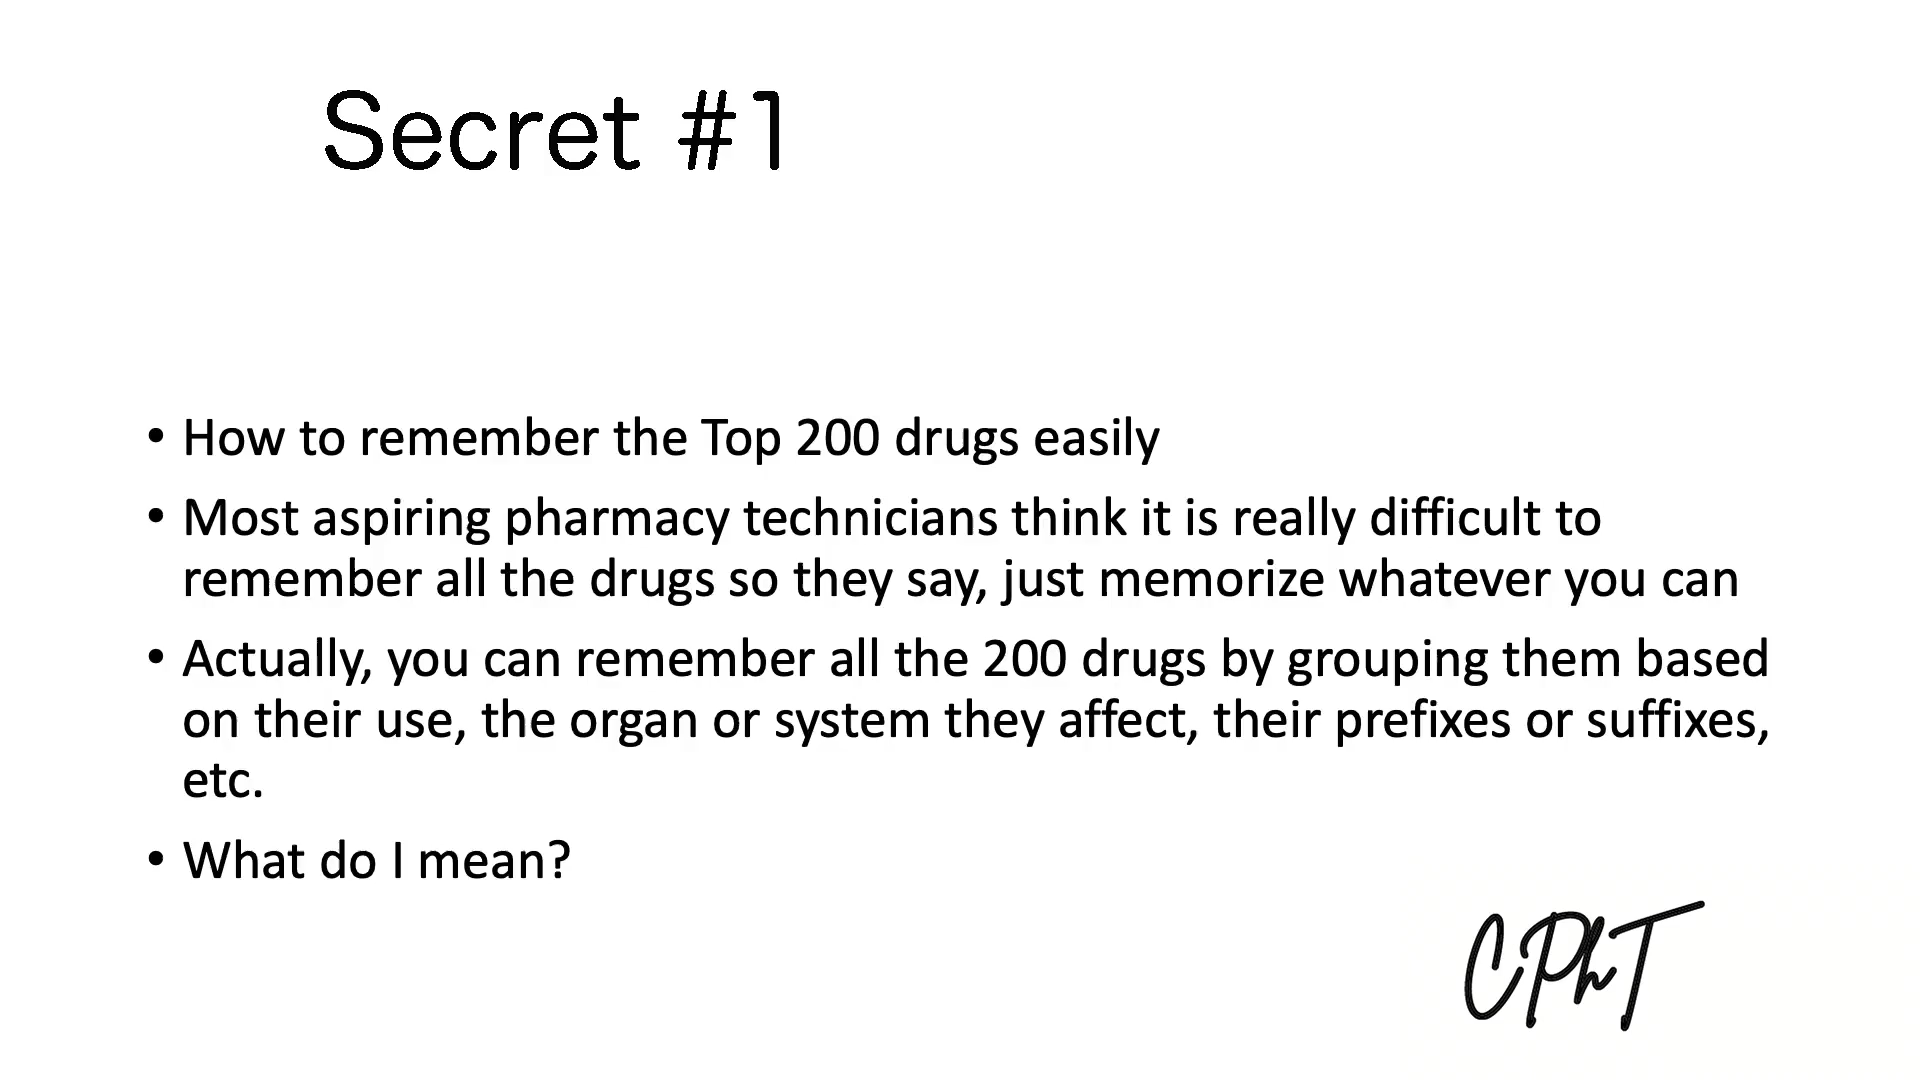 Secret #1
• How to remember the Top 200 drugs easily
• Most aspiring pharmacy technicians think it is really difficult to
remember all the drugs so they say, just memorize whatever you can
• Actually, you can remember all the 200 drugs by grouping them based
on their use, the organ or system they affect, their prefixes or suffixes,
etc.
• What do I mean?
CPhT